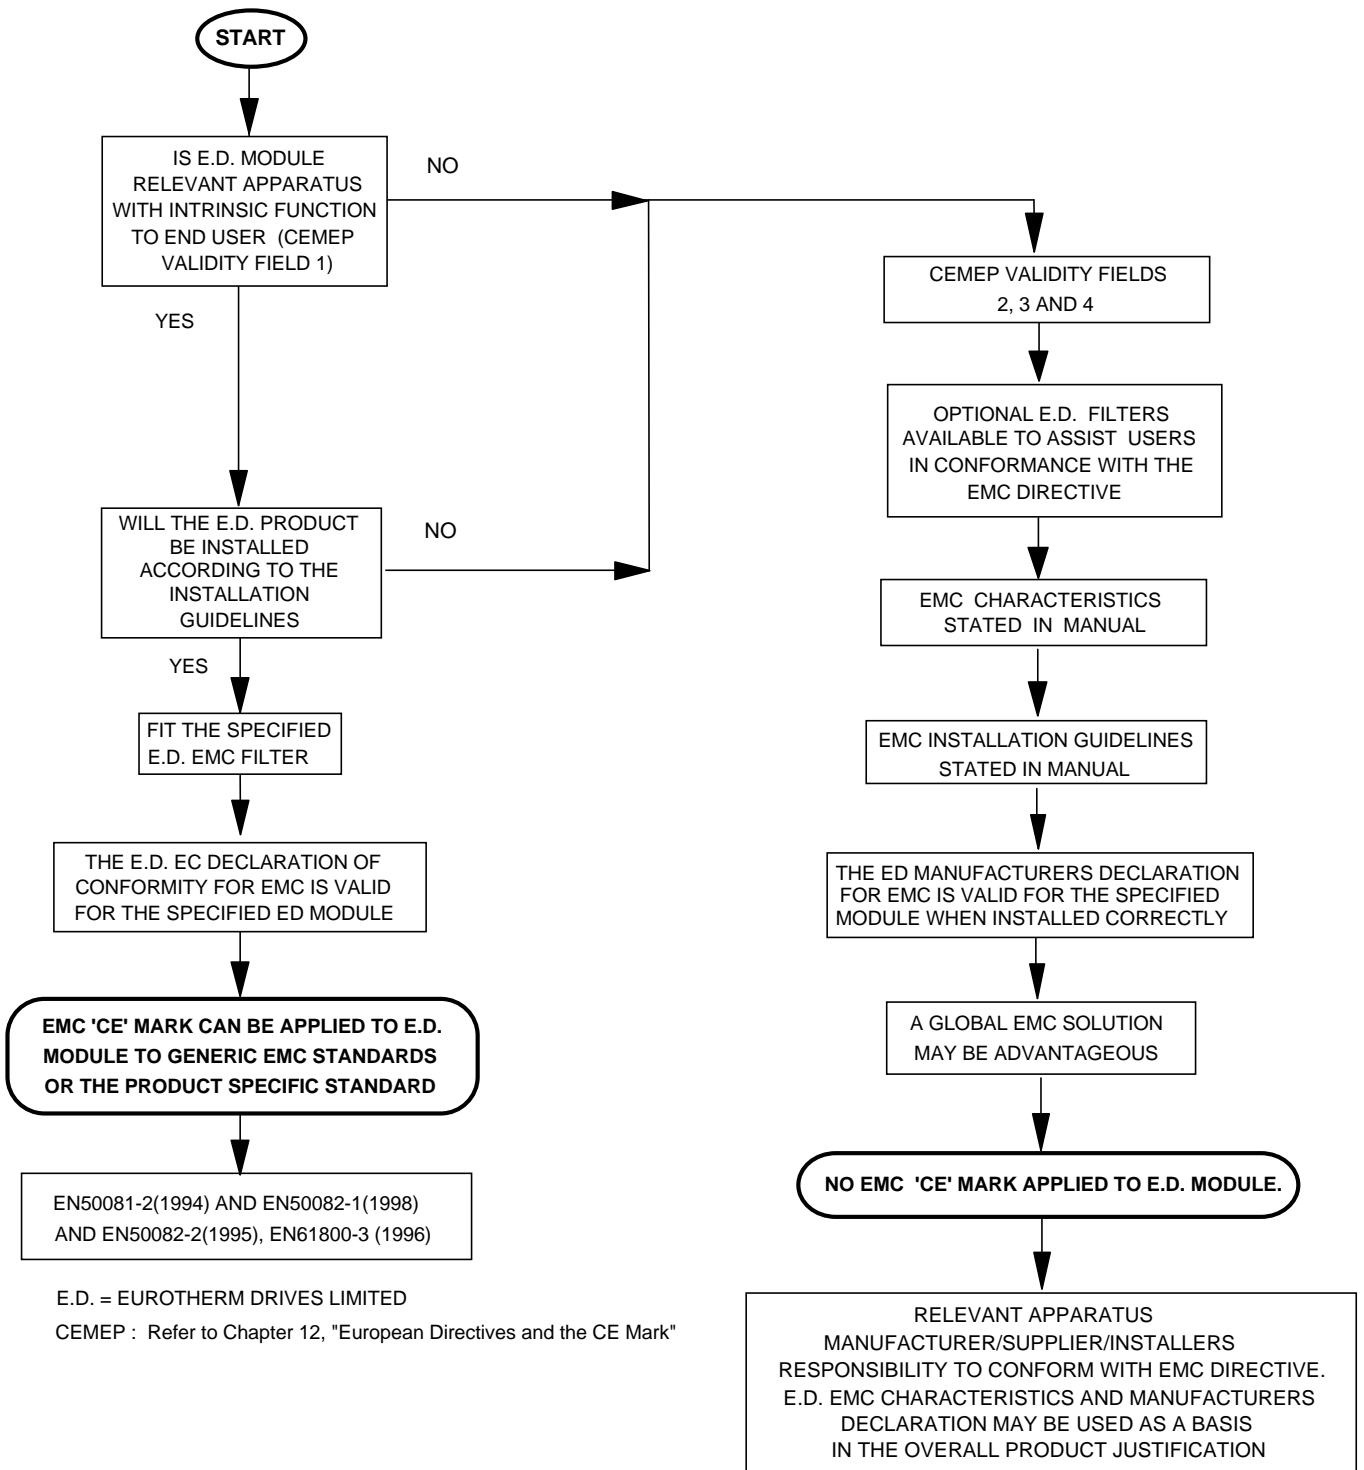 START
IS E.D. MODULE
RELEVANT APPARATUS
WITH INTRINSIC FUNCTION
TO END USER (CEMEP
VALIDITY FIELD 1)
NO
YES
WILL THE E.D. PRODUCT
BE INSTALLED
ACCORDING TO THE
INSTALLATION
GUIDELINES
NO
YES
FIT THE SPECIFIED
E.D. EMC FILTER
THE E.D. EC DECLARATION OF
CONFORMITY FOR EMC IS VALID
FOR THE SPECIFIED ED MODULE
EMC 'CE' MARK CAN BE APPLIED TO E.D.
MODULE TO GENERIC EMC STANDARDS
OR THE PRODUCT SPECIFIC STANDARD
EN50081-2(1994) AND EN50082-1(1998)
AND EN50082-2(1995), EN61800-3 (1996)
E.D. = EUROTHERM DRIVES LIMITED
CEMEP : Refer to Chapter 12, "European Directives and the CE Mark"
CEMEP VALIDITY FIELDS
2, 3 AND 4
OPTIONAL E.D. FILTERS
AVAILABLE TO ASSIST USERS
IN CONFORMANCE WITH THE
EMC DIRECTIVE
EMC CHARACTERISTICS
STATED IN MANUAL
EMC INSTALLATION GUIDELINES
STATED IN MANUAL
THE ED MANUFACTURERS DECLARATION
FOR EMC IS VALID FOR THE SPECIFIED
MODULE WHEN INSTALLED CORRECTLY
A GLOBAL EMC SOLUTION
MAY BE ADVANTAGEOUS
NO EMC 'CE' MARK APPLIED TO E.D. MODULE.
RELEVANT APPARATUS
MANUFACTURER/SUPPLIER/INSTALLERS
RESPONSIBILITY TO CONFORM WITH EMC DIRECTIVE.
E.D. EMC CHARACTERISTICS AND MANUFACTURERS
DECLARATION MAY BE USED AS A BASIS
IN THE OVERALL PRODUCT JUSTIFICATION